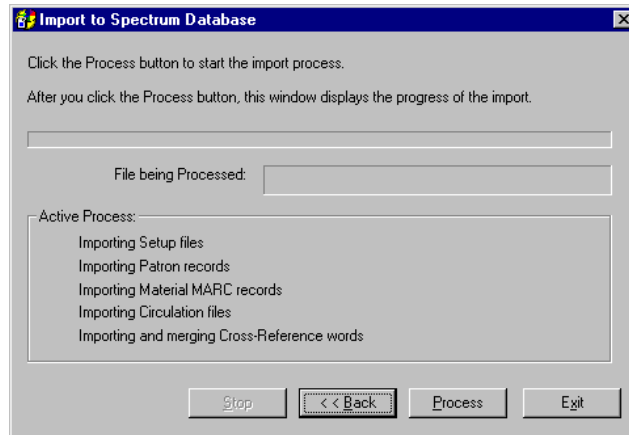 Import to Spectrum Database
Click the Process button to start the import process.
After you click the Process button, this window displays the progress of the import.
File being Processed:
Active Process:
Importing Setup files
Importing Patron records
Importing Material MARC records
Importing Circulation files
Importing and merging Cross-Reference words
Stop << Back Process Exit